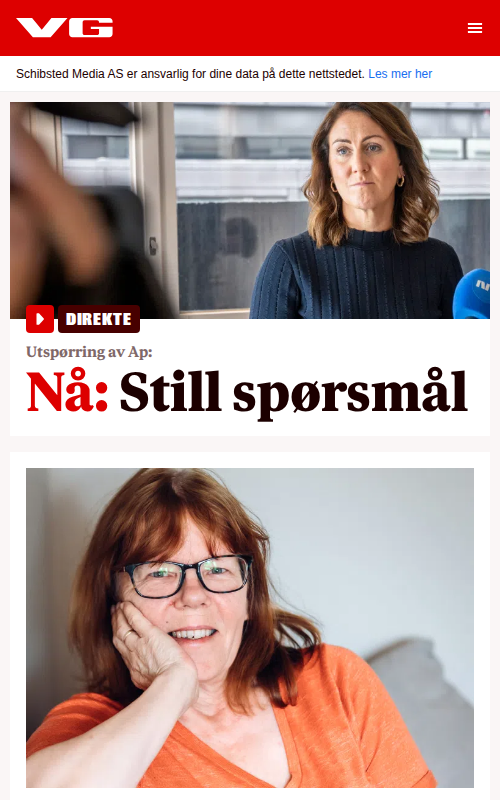 VG
Schibsted Media AS er ansvarlig for dine data på dette nettstedet. Les mer her
DIREKTE
Utspørring av Ap:
Nå: Still spørsmål